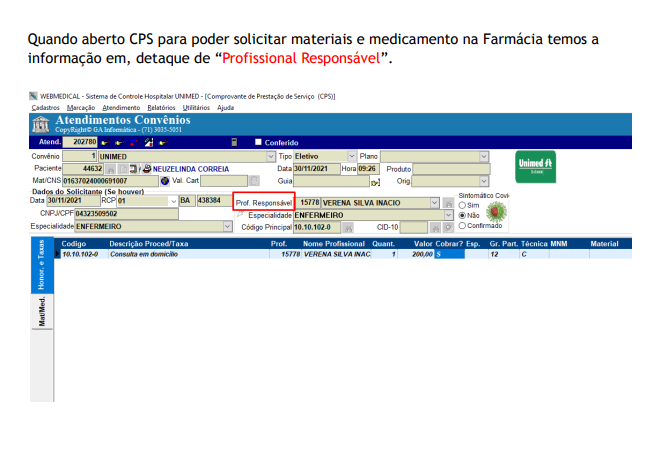 Quando aberto CPS para poder solicitar materiais e medicamento na Farmácia temos a
informação em, detaque de “Profissional Responsável”.
WEBMEDICAL - Sistema de Controle Hospitalar UNIMED - [Comprovante de Prestação de Serviço (CPS)]
Cadastros Marcação Atendimento Relatórios Utilitários Ajuda
Atendimentos Convênios
CopyRight© GA Informática - (71) 3035-5051
Atend. 202780 Conferido
Convênio 1 UNIMED Tipo Eletivo Plano
Paciente 44632 NEUZELINDA CORREIA Data 30/11/2021 Hora 09:26 Produto
Mat/CNS 01637024000691007 Val. Cart Guia Orig.
Unimed
Dados do Solicitante (Se houver)
Data 30/11/2021 RCP 01 BA 438384 Prof. Responsável 15778 VERENA SILVA INACIO
CNPJ/CPF 04323509502 Especialidade ENFERMEIRO
Especialidade ENFERMEIRO Código Principal 10.10.102-0 CID-10
Sintomático Covi
Sim
Não
Confirmado
Codigo Descrição Proced/Taxa Prof. Nome Profissional Quant. Valor Cobrar? Esp. Gr. Part. Técnica MNM Material
10.10.102-0 Consulta em domicílio 15778 VERENA SILVA INAC 1 200,00 S 12 C
Honor. e Taxas
Mat/Med.